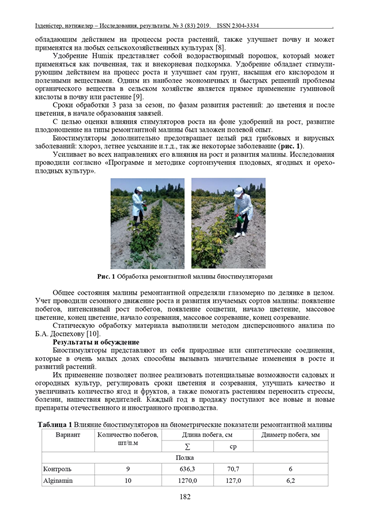 Ізденістер, нәтижелер – Исследования, результаты. № 3 (83) 2019. ISSN 2304-3334
обладающим действием на процессы роста растений, также улучшает почву и может
применятся на любых сельскохозяйственных культурах [8].
Удобрение Humik представляет собой водорастворимый порошок, который может
применяться как почвенная, так и внекорневая подкормка. Удобрение обладает стимули-
рующим действием на процесс роста и улучшает сам грунт, насыщая его кислородом и
полезными веществами. Одним из наиболее экономичных и быстрых решений проблемы
органического вещества в сельском хозяйстве является прямое применение гуминовой
кислоты в почву или растение [9].
Сроки обработки 3 раза за сезон, по фазам развития растений: до цветения и после
цветения, в начале образования завязей.
С целью оценки влияния стимуляторов роста на фоне удобрений на рост, развитие
плодоношение на типы ремонтантной малины был заложен полевой опыт.
Биостимуляторы дополнительно предотвращает целый ряд грибковых и вирусных
заболеваний: хлороз, летнее усыхание и.т.д., так же некоторые заболевание (рис. 1).
Усиливает во всех направлениях его влияния на рост и развития малины. Исследования
проводили согласно «Программе и методике сортоизучения плодовых, ягодных и орехо-
плодных культур».
Рис. 1 Обработка ремонтантной малины биостимуляторами
Общее состояния малины ремонтантной определяли глазомерно по делянке в целом.
Учет проводили сезонного движение роста и развития изучаемых сортов малины: появление
побегов, интенсивный рост побегов, появление соцветии, начало цветение, массовое
цветение, конец цветение, начало созревания, массовое созревание, конец созревание.
Статистическую обработку материала выполнили методом дисперсионного анализа по
Б.А. Доспехову [10].
Результаты и обсуждение
Биостимуляторы представляют из себя природные или синтетические соединения,
которые в очень малых дозах способны вызывать значительные изменения в росте и
развитий растений.
Их применение позволяет полнее реализовать потенциальные возможности садовых и
огородных культур, регулировать сроки цветения и созревания, улучшать качество и
увеличивать количество ягод и фруктов, а также помогать растениям переносить стрессы,
болезни, нашествия вредителей. Каждый год в продажу поступают все новые и новые
препараты отечественного и иностранного производства.
Таблица 1 Влияние биостимуляторов на биометрические показатели ремонтантной малины
Вариант Количество побегов, Длина побега, см Диаметр побега, мм
шт/п.м ∑ ср
Полка
Контроль 9 636,3 70,7 6
Alginamin 10 1270,0 127,0 6,2
182